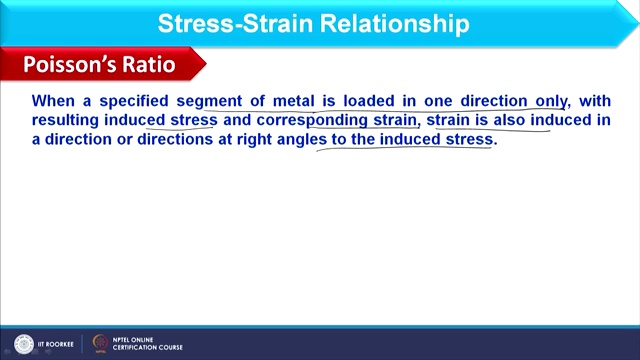 Stress-Strain Relationship
Poisson's Ratio
When a specified segment of metal is loaded in one direction only, with
resulting induced stress and corresponding strain, strain is also induced in
a direction or directions at right angles to the induced stress.
IIT ROORKEE
NPTEL ONLINE
CERTIFICATION COURSE